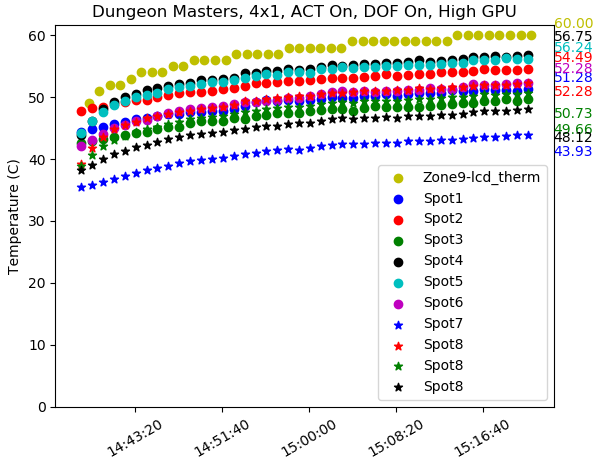 Dungeon Masters, 4x1, ACT On, DOF On, High GPU
60
50
40
30
20
10
0
Temperature (C)
14:43:20
14:51:40
15:00:00
15:08:20
15:16:40
60.00
56.75
56.24
54.49
52.28
51.28
52.28
50.73
49.66
48.12
43.93
Zone9-lcd_therm
Spot1
Spot2
Spot3
Spot4
Spot5
Spot6
Spot7
Spot8
Spot8
Spot8